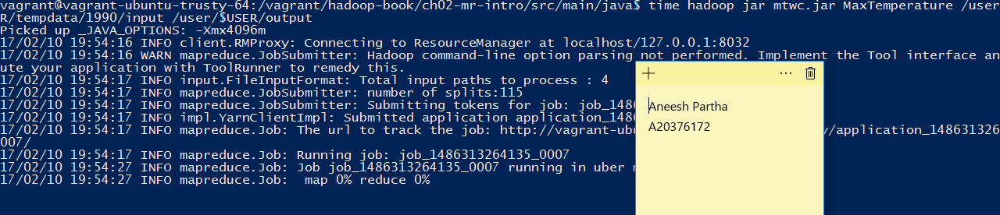 vagrant@vagrant-ubuntu-trusty-64:/vagrant/hadoop-book/ch02-mr-intro/src/main/java$ time hadoop jar mtwc.jar MaxTemperature /user
R/tempdata/1990/input /user/$USER/output
Picked up _JAVA_OPTIONS: -Xmx4096m
17/02/10 19:54:16 INFO client.RMProxy: Connecting to ResourceManager at localhost/127.0.0.1:8032
17/02/10 19:54:16 WARN mapreduce.JobSubmitter: Hadoop command-line option parsing not performed. Implement the Tool interface an
ute your application with ToolRunner to remedy this.
17/02/10 19:54:17 INFO input.FileInputFormat: Total input paths to process : 4
17/02/10 19:54:17 INFO mapreduce.JobSubmitter: number of splits:115
17/02/10 19:54:17 INFO mapreduce.JobSubmitter: Submitting tokens for job: job_1486
17/02/10 19:54:17 INFO impl.YarnClientImpl: Submitted application application_1486
17/02/10 19:54:17 INFO mapreduce.Job: The url to track the job: http://vagrant-ubu y/application_1486313264
007/
17/02/10 19:54:17 INFO mapreduce.Job: Running job: job_1486313264135_0007
17/02/10 19:54:27 INFO mapreduce.Job: Job job_1486313264135_0007 running in uber
17/02/10 19:54:27 INFO mapreduce.Job:  map 0% reduce 0%
Aneesh Partha
A20376172